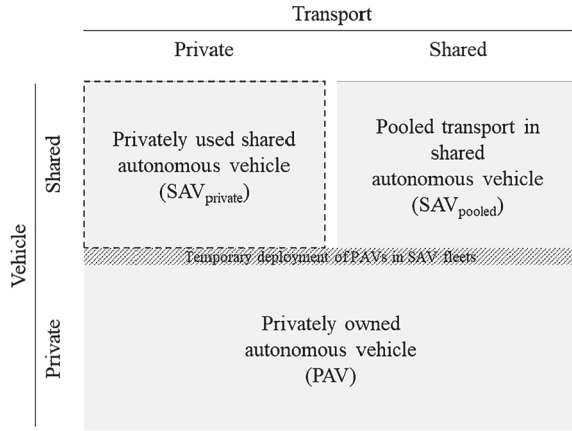 Transport
Private
Shared
Vehicle
Shared
Privately used shared
autonomous vehicle
(SAVprivate)
Pooled transport in
shared
autonomous vehicle
(SAVpooled)
Temporary deployment of PAVs in SAV fleets
Private
Privately owned
autonomous vehicle
(PAV)